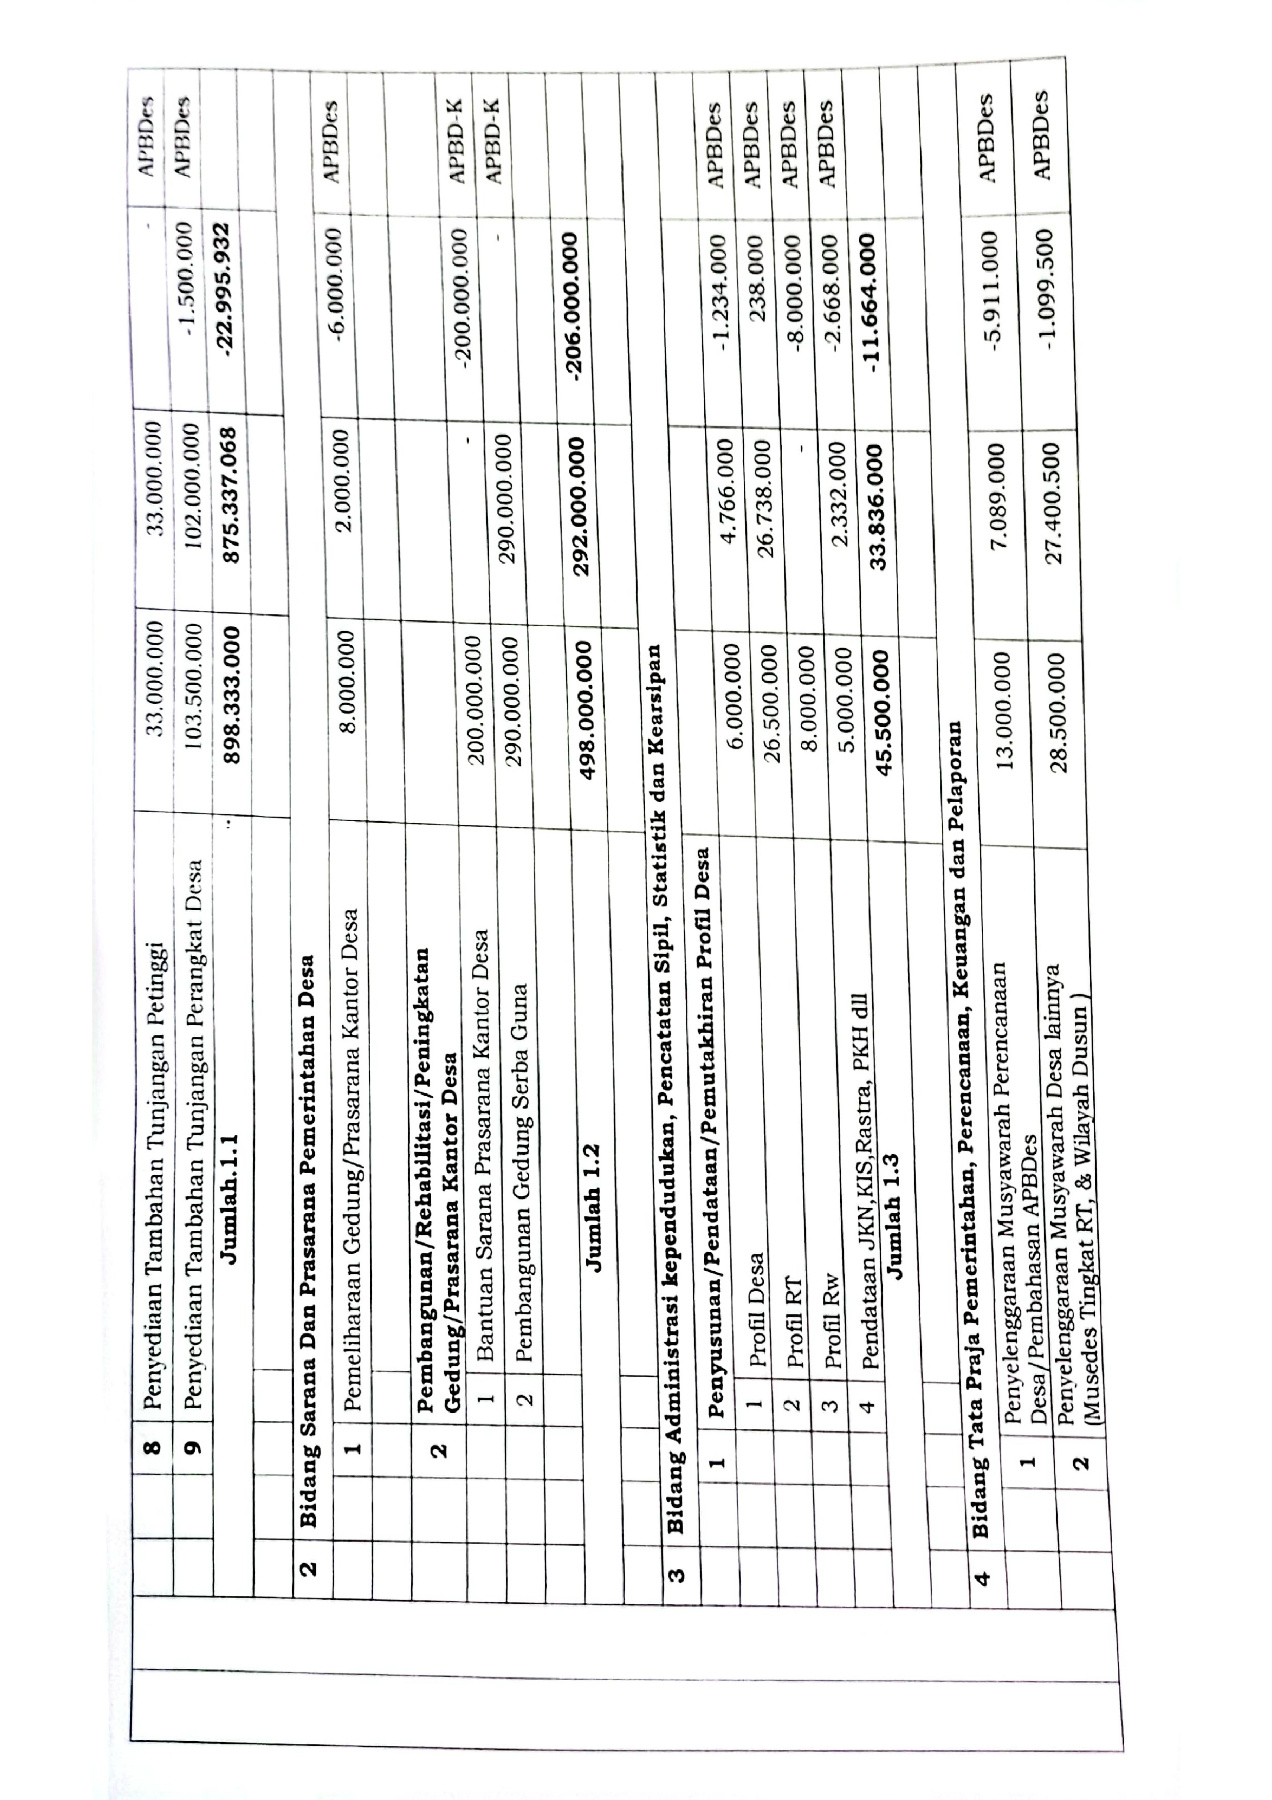 8 Penyediaan Tambahan Tunjangan Petinggi 33.000.000 33.000.000 - APBDes
9 Penyediaan Tambahan Tunjangan Perangkat Desa 103.500.000 102.000.000 -1.500.000 APBDes
Jumlah.1.1 898.333.000 875.337.068 -22.995.932
2 Bidang Sarana Dan Prasarana Pemerintahan Desa
1 Pemeliharaan Gedung/Prasarana Kantor Desa 8.000.000 2.000.000 -6.000.000 APBDes
Pembangunan/Rehabilitasi/Peningkatan
2 Gedung/Prasarana Kantor Desa
1 Bantuan Sarana Prasarana Kantor Desa 200.000.000 - -200.000.000 APBD-K
2 Pembangunan Gedung Serba Guna 290.000.000 290.000.000 - APBD-K
Jumlah 1.2 498.000.000 292.000.000 -206.000.000
3 Bidang Administrasi kependudukan, Pencatatan Sipil, Statistik dan Kearsipan
1 Penyusunan/Pendataan/Pemutakhiran Profil Desa
1 Profil Desa 6.000.000 4.766.000 -1.234.000 APBDes
2 Profil RT 26.500.000 26.738.000 238.000 APBDes
3 Profil Rw 8.000.000 - -8.000.000 APBDes
4 Pendataan JKN,KIS,Rastra, PKH dll 5.000.000 2.332.000 -2.668.000 APBDes
Jumlah 1.3 45.500.000 33.836.000 -11.664.000
4 Bidang Tata Praja Pemerintahan, Perencanaan, Keuangan dan Pelaporan
Penyelenggaraan Musyawarah Perencanaan 13.000.000 7.089.000 -5.911.000 APBDes
1 Desa/Pembahasan APBDes
Penyelenggaraan Musyawarah Desa lainnya 28.500.000 27.400.500 -1.099.500 APBDes
2 (Musedes Tingkat RT, & Wilayah Dusun )